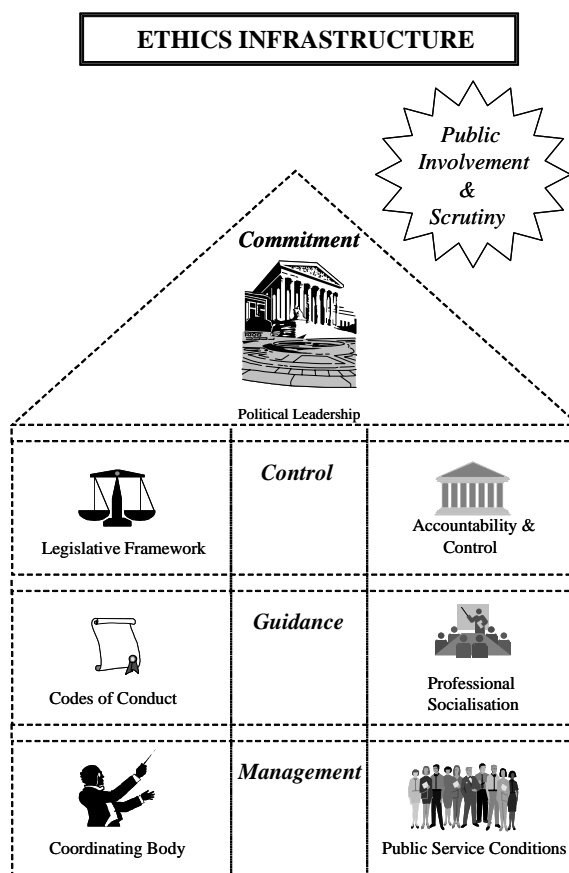 ETHICS INFRASTRUCTURE
Public
Involvement
&
Scrutiny
Commitment
Political Leadership
Control
Legislative Framework
Accountability &
Control
Guidance
Codes of Conduct
Professional
Socialisation
Management
Coordinating Body
Public Service Conditions